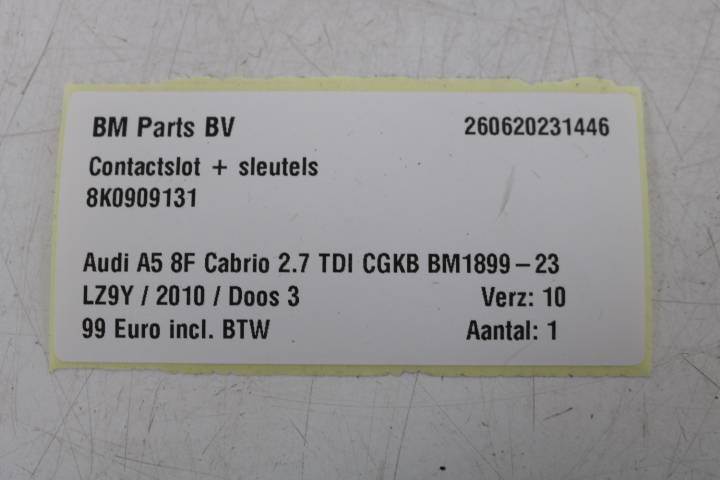 BM Parts BV 260620231446
Contactslot + sleutels
8K0909131
Audi A5 8F Cabrio 2.7 TDI CGKB BM1899-23
LZ9Y / 2010 / Doos 3 Verz: 10
99 Euro incl. BTW Aantal: 1